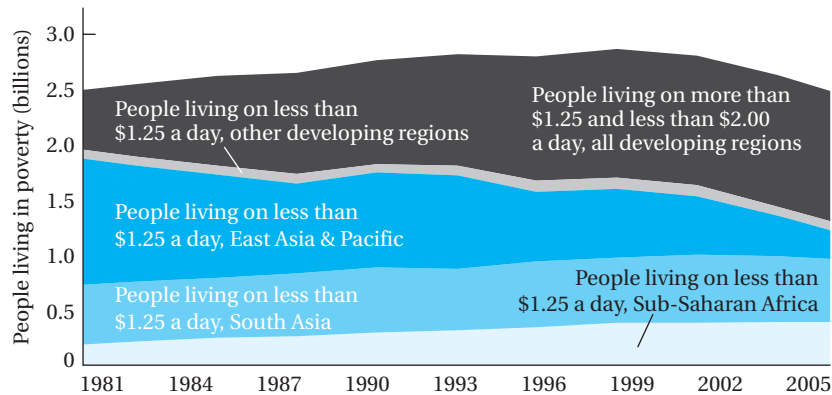 People living in poverty (billions)
3.0
2.5
2.0
1.5
1.0
0.5
0
People living on less than
$1.25 a day, other developing regions
People living on more than
$1.25 and less than $2.00
a day, all developing regions
People living on less than
$1.25 a day, East Asia & Pacific
People living on less than
$1.25 a day, South Asia
People living on less than
$1.25 a day, Sub-Saharan Africa
1981 1984 1987 1990 1993 1996 1999 2002 2005